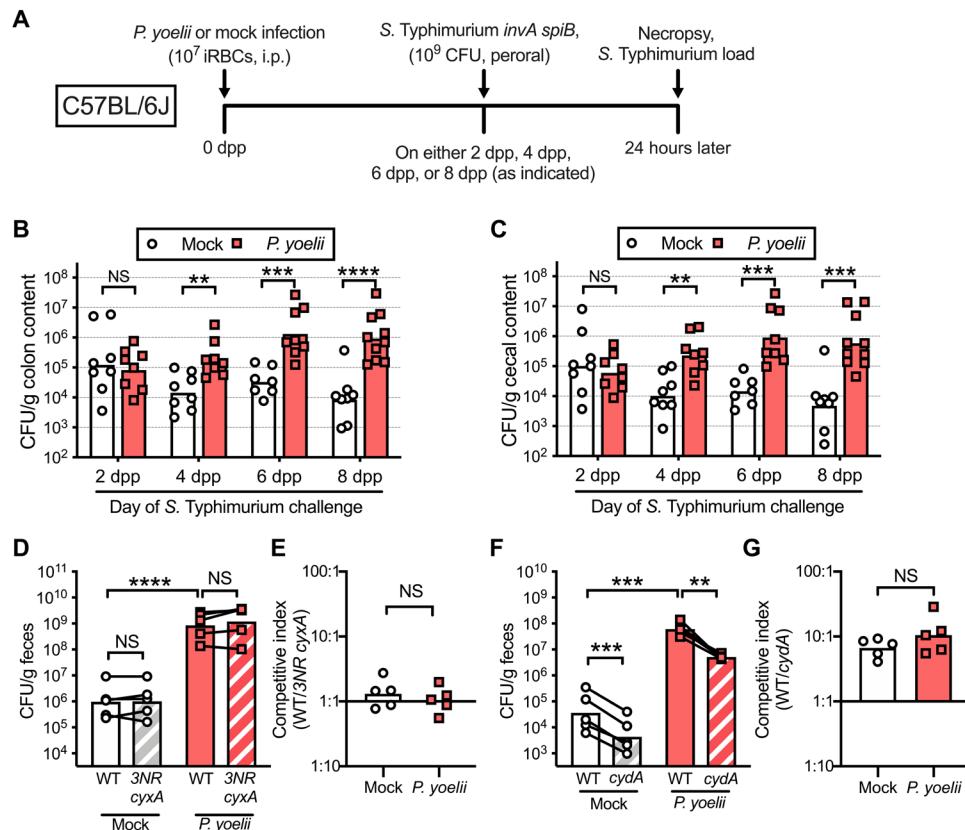 A
P. yoelii or mock infection
(10⁷ iRBCs, i.p.)
S. Typhimurium invA spiB,
(10⁹ CFU, peroral)
Necropsy,
S. Typhimurium load
C57BL/6J
0 dpp
On either 2 dpp, 4 dpp,
6 dpp, or 8 dpp (as indicated)
24 hours later
B
Mock P. yoelii
CFU/g colon content
10⁸
10⁷
10⁶
10⁵
10⁴
10³
10²
NS ** *** ****
2 dpp 4 dpp 6 dpp 8 dpp
Day of S. Typhimurium challenge
C
Mock P. yoelii
CFU/g cecal content
10⁸
10⁷
10⁶
10⁵
10⁴
10³
10²
NS ** *** ***
2 dpp 4 dpp 6 dpp 8 dpp
Day of S. Typhimurium challenge
D
CFU/g feces
10¹¹
10¹⁰
10⁹
10⁸
10⁷
10⁶
10⁵
10⁴
**** NS
NS
WT 3NR WT 3NR
cyxA cyxA
Mock P. yoelii
E
Competitive index
(WT/3NR cyxA)
100:1
10:1
1:1
1:10
NS
Mock P. yoelii
F
CFU/g feces
10¹⁰
10⁹
10⁸
10⁷
10⁶
10⁵
10⁴
10³
*** **
***
WT cydA WT cydA
Mock P. yoelii
G
Competitive index
(WT/cydA)
100:1
10:1
1:1
1:10
NS
Mock P. yoelii